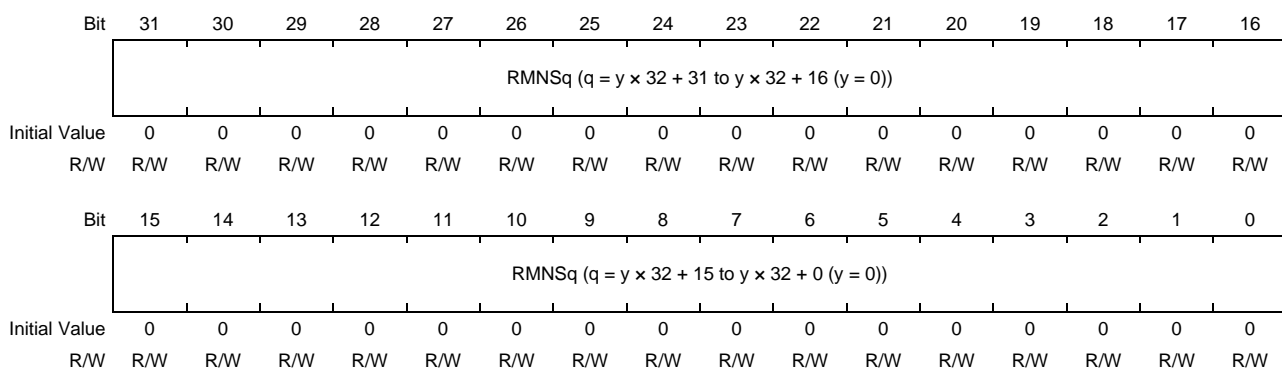 Bit 31 30 29 28 27 26 25 24 23 22 21 20 19 18 17 16
RMNSq (q = y × 32 + 31 to y × 32 + 16 (y = 0))
Initial Value 0 0 0 0 0 0 0 0 0 0 0 0 0 0 0 0
R/W R/W R/W R/W R/W R/W R/W R/W R/W R/W R/W R/W R/W R/W R/W R/W R/W
Bit 15 14 13 12 11 10 9 8 7 6 5 4 3 2 1 0
RMNSq (q = y × 32 + 15 to y × 32 + 0 (y = 0))
Initial Value 0 0 0 0 0 0 0 0 0 0 0 0 0 0 0 0
R/W R/W R/W R/W R/W R/W R/W R/W R/W R/W R/W R/W R/W R/W R/W R/W R/W